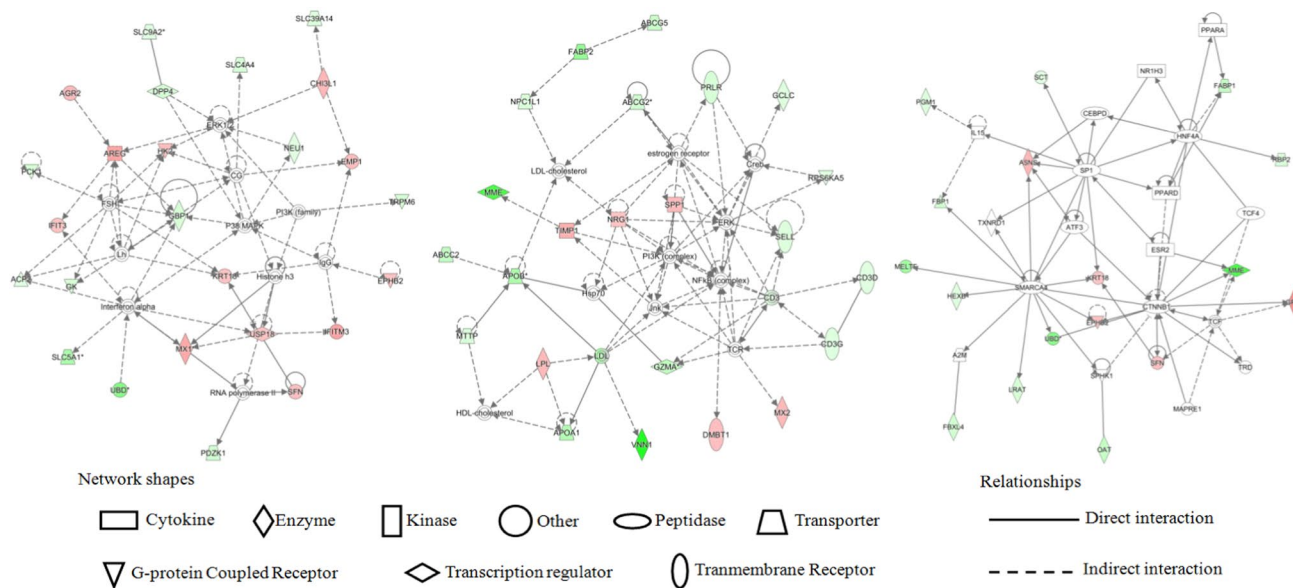 SLC39A14
SLC9A2*
SLC4A4
CHI3L1
DPP4
AGR2
ERK1/2
NEU1
AREG
HK2
EMP1
CG
PCK1
FSH
GBP1
PI3K (family)
TRPM6
P38 MAPK
IFIT3
Lh
IgG
KRT18
Histone h3
EPHB2
GK
Interferon alpha
USP18
IFITM3
MX1
SLC5A1*
UBD*
RNA polymerase II
SFN
PDZK1
ABCG5
FABP2
PRLR
NPC1L1
ABCG2*
GCLC
estrogen receptor
Creb
LDL-cholesterol
RPS6KA5
MME
SPP1
NRG1
TIMP1
ERK
SELL
PI3K (complex)
ABCC2
APOB*
NFkB (complex)
CD3D
Hsp70
CD3
Jnk
MTTP
TCR
CD3G
LDL
LPL
GZMA*
HDL-cholesterol
APOA1
MX2
DMBT1
VNN1
PPARA
SCT
NR1H3
FABP1
PGM1
CEBPD
IL15
HNF4A
RBP2
SP1
FBP1
PPARD
TXNRD1
TCF4
ATF3
ESR2
MELTF
MME
KRT18
HEXB
SMARCA4
CTNNB1
EPHB2
TCF
UBD*
A2M
SFN
SPHK1
TRD
LRAT
MAPRE1
FBXL4
OAT
Network shapes
Relationships
Cytokine
Enzyme
Kinase
Other
Peptidase
Transporter
Direct interaction
G-protein Coupled Receptor
Transcription regulator
Tranmembrane Receptor
Indirect interaction